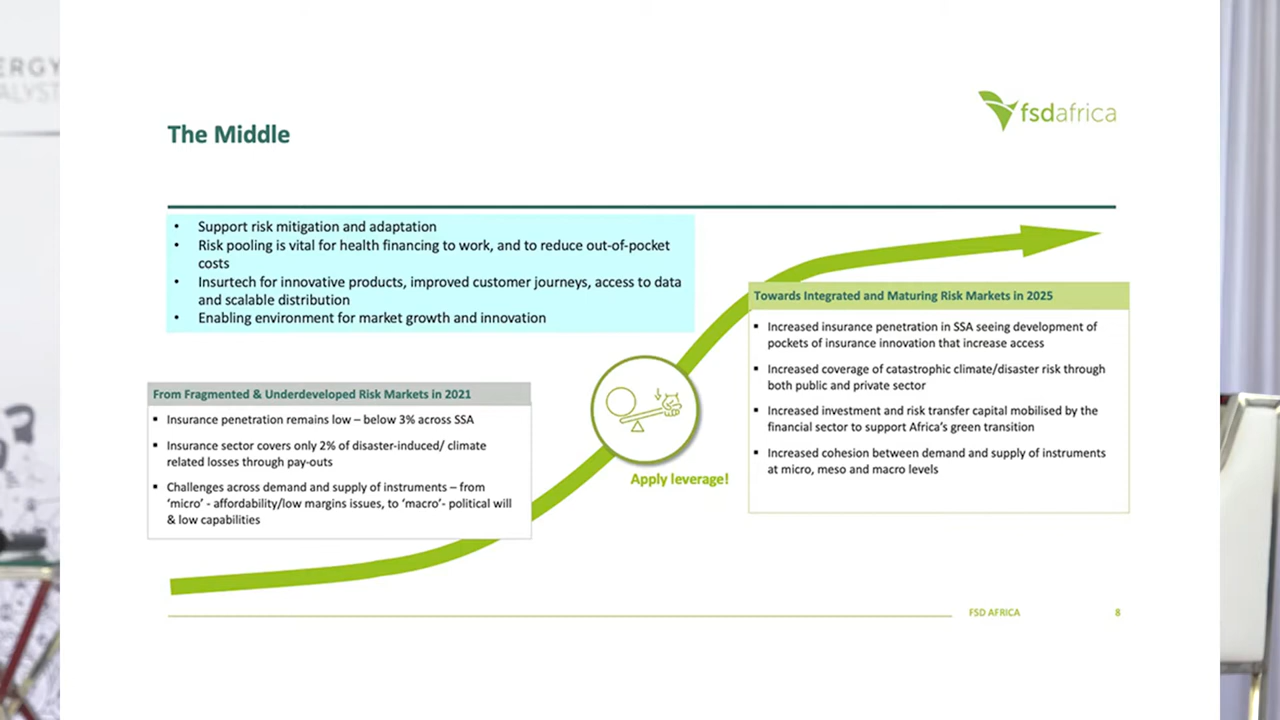 ERGY
ALYST
fsdafrica
The Middle
• Support risk mitigation and adaptation
• Risk pooling is vital for health financing to work, and to reduce out-of-pocket
costs
• Insurtech for innovative products, improved customer journeys, access to data
and scalable distribution
• Enabling environment for market growth and innovation
From Fragmented & Underdeveloped Risk Markets in 2021
▪ Insurance penetration remains low – below 3% across SSA
▪ Insurance sector covers only 2% of disaster-induced/ climate
related losses through pay-outs
▪ Challenges across demand and supply of instruments – from
‘micro’ - affordability/low margins issues, to ‘macro’- political will
& low capabilities
Apply leverage!
Towards Integrated and Maturing Risk Markets in 2025
▪ Increased insurance penetration in SSA seeing development of
pockets of insurance innovation that increase access
▪ Increased coverage of catastrophic climate/disaster risk through
both public and private sector
▪ Increased investment and risk transfer capital mobilised by the
financial sector to support Africa’s green transition
▪ Increased cohesion between demand and supply of instruments
at micro, meso and macro levels
FSD AFRICA 8